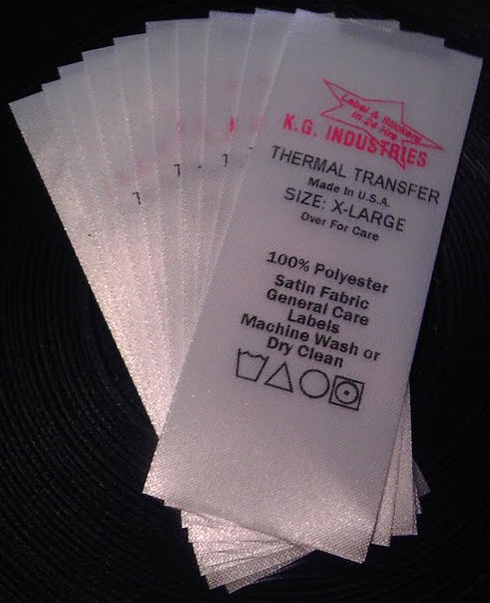 Label & Stickers
in 24 Hrs
K.G. INDUSTRIES
THERMAL TRANSFER
Made In U.S.A.
SIZE: X-LARGE
Over For Care
100% Polyester
Satin Fabric
General Care
Labels
Machine Wash or
Dry Clean